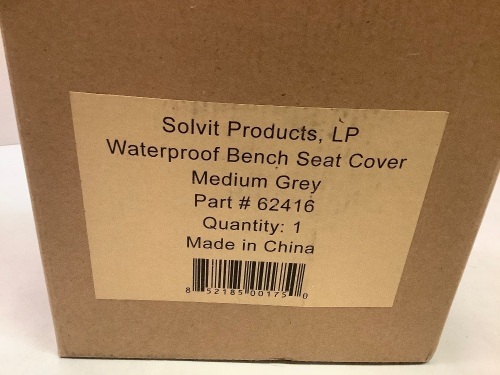 Solvit Products, LP
Waterproof Bench Seat Cover
Medium Grey
Part # 62416
Quantity: 1
Made in China
8 52185 00175 0